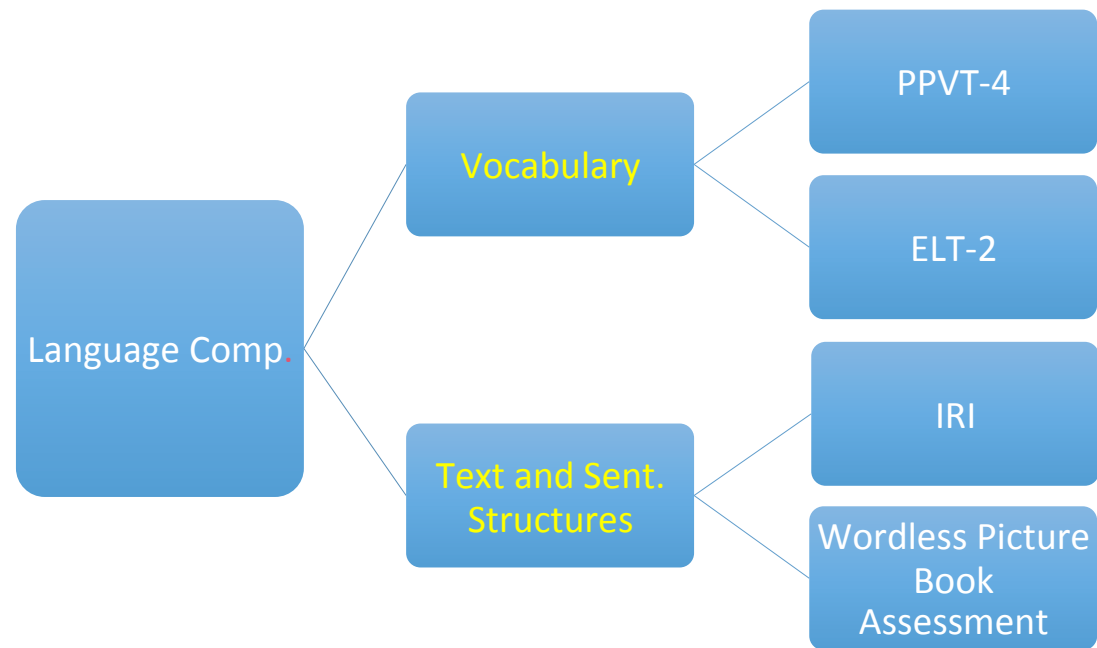 Language Comp.
Vocabulary
PPVT-4
ELT-2
Text and Sent.
Structures
IRI
Wordless Picture
Book
Assessment